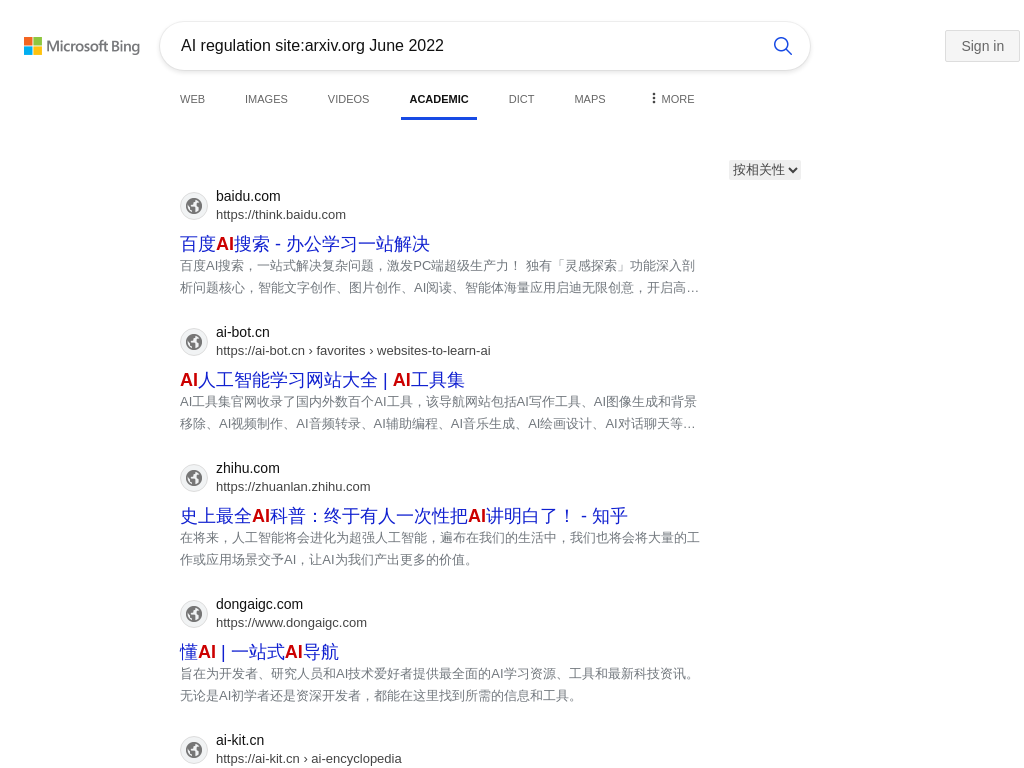 Microsoft Bing
AI regulation site:arxiv.org June 2022
Sign in
WEB
IMAGES
VIDEOS
ACADEMIC
DICT
MAPS
MORE
按相关性
baidu.com
https://think.baidu.com
百度AI搜索 - 办公学习一站解决
百度AI搜索，一站式解决复杂问题，激发PC端超级生产力！ 独有「灵感探索」功能深入剖
析问题核心，智能文字创作、图片创作、AI阅读、智能体海量应用启迪无限创意，开启高…
ai-bot.cn
https://ai-bot.cn › favorites › websites-to-learn-ai
AI人工智能学习网站大全 | AI工具集
AI工具集官网收录了国内外数百个AI工具，该导航网站包括AI写作工具、AI图像生成和背景
移除、AI视频制作、AI音频转录、AI辅助编程、AI音乐生成、AI绘画设计、AI对话聊天等…
zhihu.com
https://zhuanlan.zhihu.com
史上最全AI科普：终于有人一次性把AI讲明白了！ - 知乎
在将来，人工智能将会进化为超强人工智能，遍布在我们的生活中，我们也将会将大量的工
作或应用场景交予AI，让AI为我们产出更多的价值。
dongaigc.com
https://www.dongaigc.com
懂AI | 一站式AI导航
旨在为开发者、研究人员和AI技术爱好者提供最全面的AI学习资源、工具和最新科技资讯。
无论是AI初学者还是资深开发者，都能在这里找到所需的信息和工具。
ai-kit.cn
https://ai-kit.cn › ai-encyclopedia